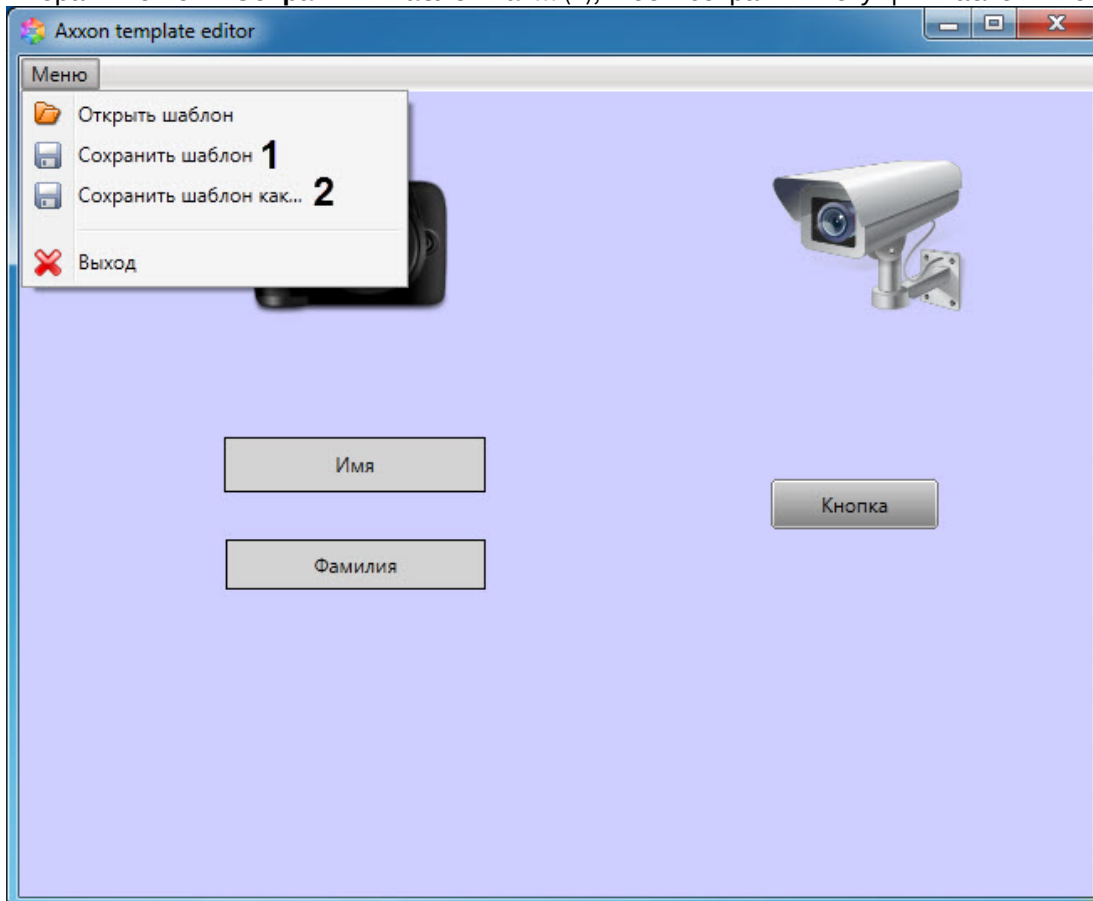 Axxon template editor
Меню
Открыть шаблон
Сохранить шаблон 1
Сохранить шаблон как... 2
Выход
Имя
Кнопка
Фамилия